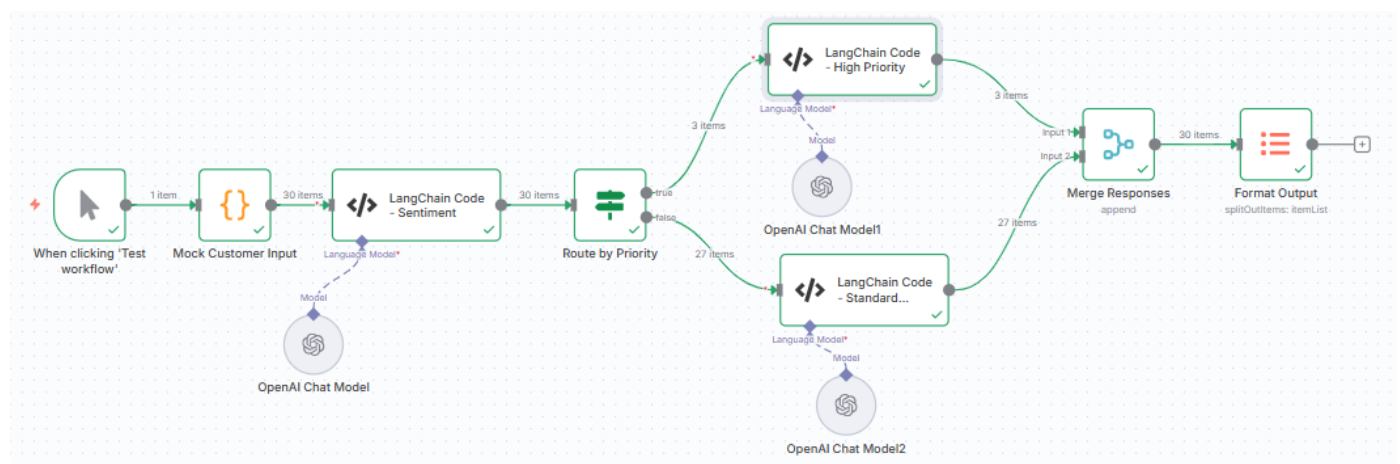 When clicking 'Test
workflow'
1 item
Mock Customer Input
30 items
LangChain Code
- Sentiment
Language Model*
Model
OpenAI Chat Model
30 items
Route by Priority
true
false
3 items
27 items
LangChain Code
- High Priority
Language Model*
Model
OpenAI Chat Model1
LangChain Code
- Standard...
Language Model*
Model
OpenAI Chat Model2
3 items
27 items
Input 1
Input 2
Merge Responses
append
30 items
Format Output
splitOutItems: itemList